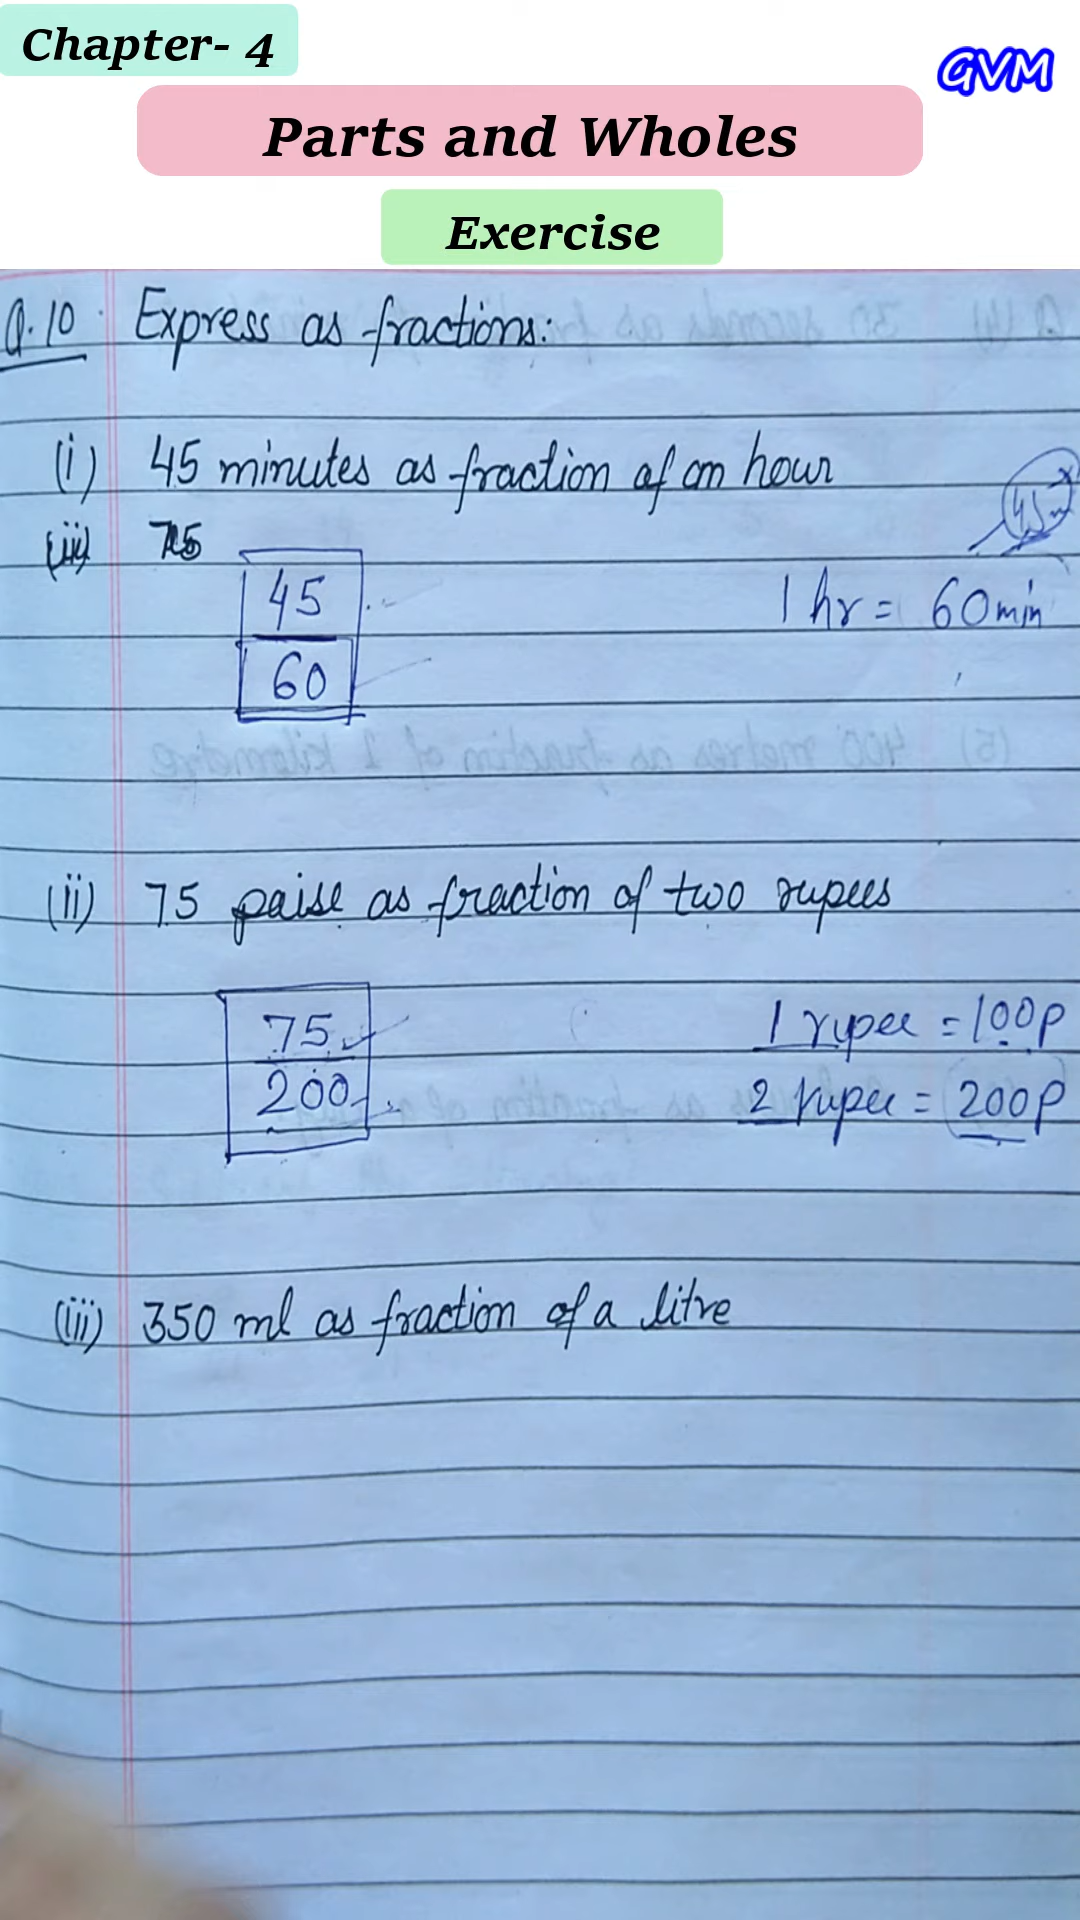 Chapter- 4
GVM
Parts and Wholes
Exercise
Q.10 Express as fractions:
(i) 45 minutes as fraction of an hour
45
60
1 hr = 60 min
(ii) 75 paise as fraction of two rupees
75
200
1 rupee = 100p
2 rupee = 200p
(iii) 350 ml as fraction of a litre